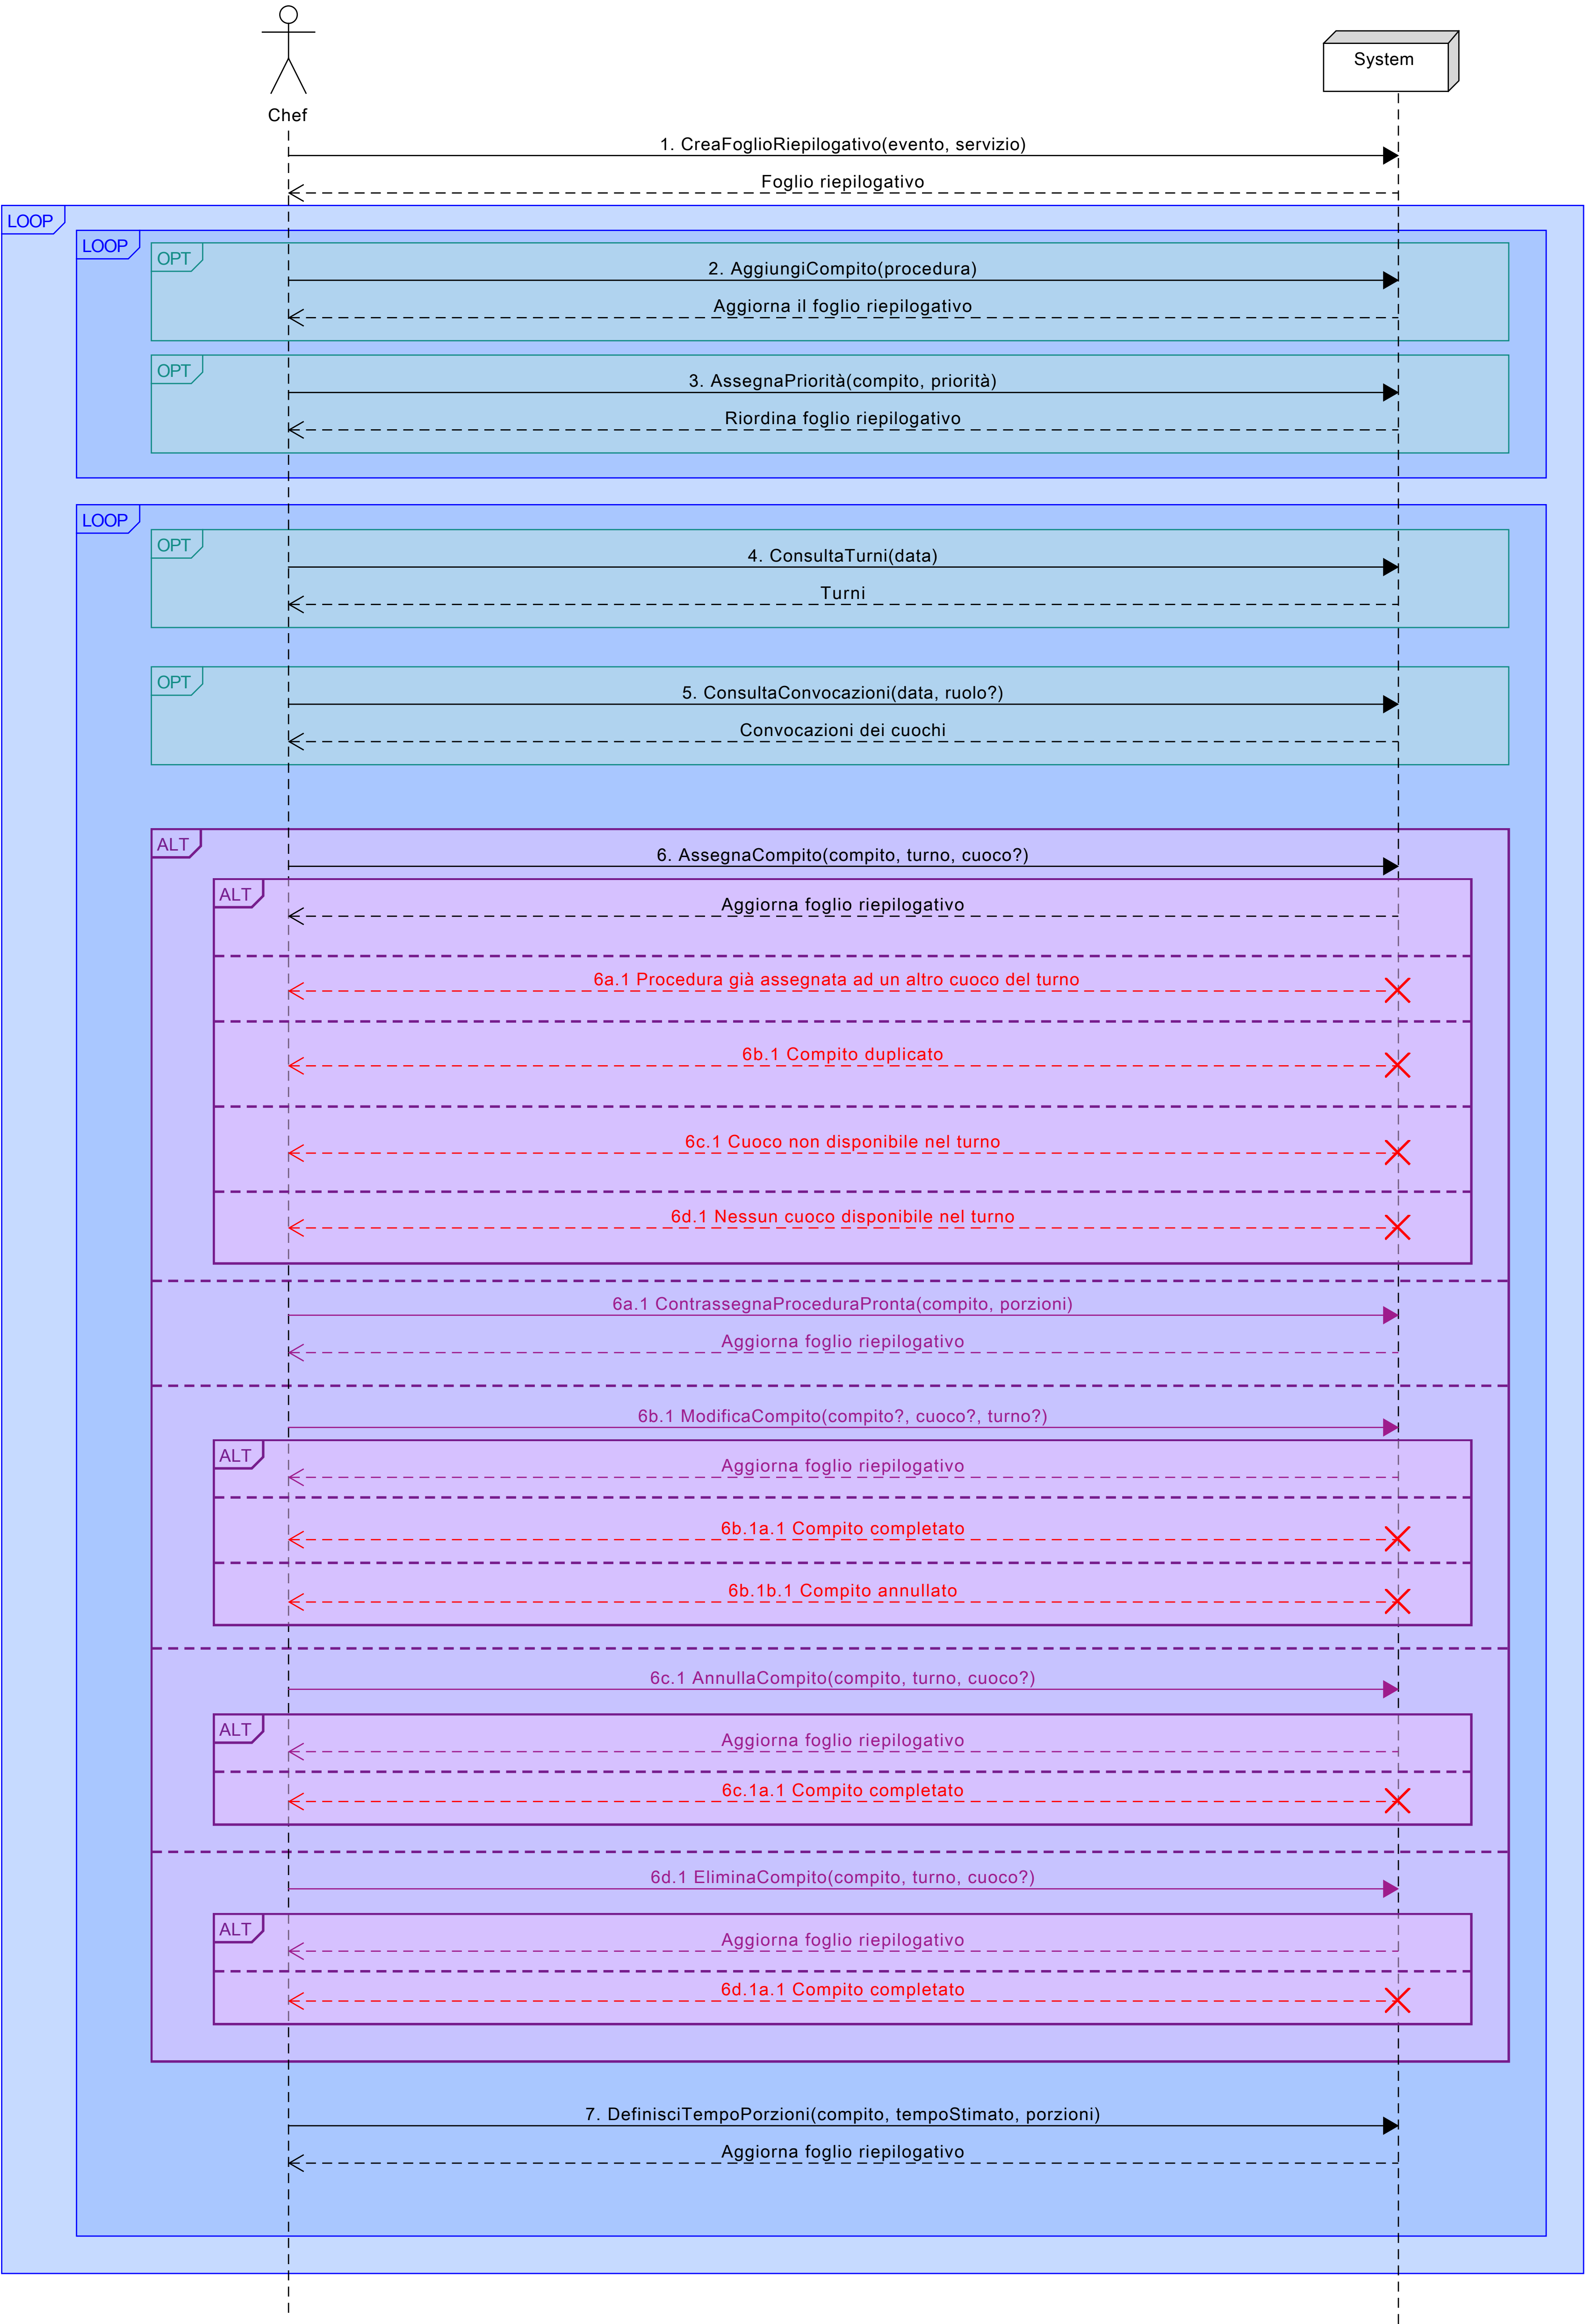 System
Chef
1. CreaFoglioRiepilogativo(evento, servizio)
Foglio riepilogativo
LOOP
LOOP
OPT
2. AggiungiCompito(procedura)
Aggiorna il foglio riepilogativo
OPT
3. AssegnaPriorità(compito, priorità)
Riordina foglio riepilogativo
LOOP
OPT
4. ConsultaTurni(data)
Turni
OPT
5. ConsultaConvocazioni(data, ruolo?)
Convocazioni dei cuochi
ALT
6. AssegnaCompito(compito, turno, cuoco?)
ALT
Aggiorna foglio riepilogativo
6a.1 Procedura già assegnata ad un altro cuoco del turno
6b.1 Compito duplicato
6c.1 Cuoco non disponibile nel turno
6d.1 Nessun cuoco disponibile nel turno
6a.1 ContrassegnaProceduraPronta(compito, porzioni)
Aggiorna foglio riepilogativo
6b.1 ModificaCompito(compito?, cuoco?, turno?)
ALT
Aggiorna foglio riepilogativo
6b.1a.1 Compito completato
6b.1b.1 Compito annullato
6c.1 AnnullaCompito(compito, turno, cuoco?)
ALT
Aggiorna foglio riepilogativo
6c.1a.1 Compito completato
6d.1 EliminaCompito(compito, turno, cuoco?)
ALT
Aggiorna foglio riepilogativo
6d.1a.1 Compito completato
7. DefinisciTempoPorzioni(compito, tempoStimato, porzioni)
Aggiorna foglio riepilogativo